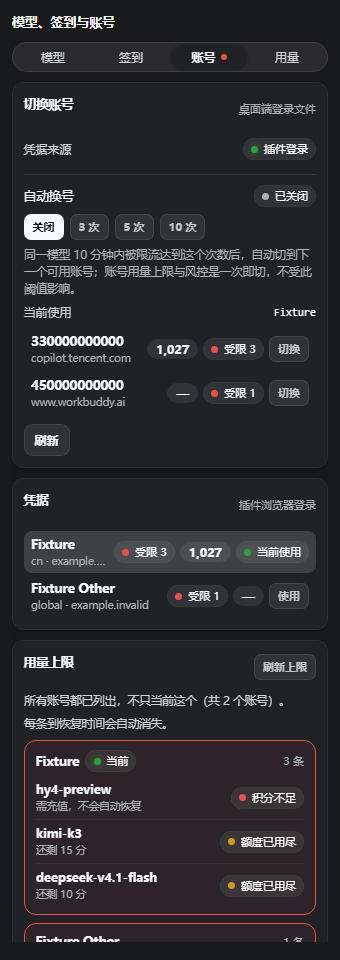 模型、签到与账号
模型 签到 账号 用量
切换账号 桌面端登录文件
凭据来源 插件登录
自动换号 已关闭
关闭 3 次 5 次 10 次
同一模型 10 分钟内被限流达到这个次数后，自动切到下
一个可用账号；账号用量上限与风控是一次即切，不受此
阈值影响。
当前使用 Fixture
330000000000
copilot.tencent.com 1,027 受限 3 切换
450000000000
www.workbuddy.ai — 受限 1 切换
刷新
凭据 插件浏览器登录
Fixture
cn · example.... 受限 3 1,027 当前使用
Fixture Other
global · example.invalid 受限 1 — 使用
用量上限 刷新上限
所有账号都已列出，不只当前这个（共 2 个账号）。
每条到恢复时间会自动消失。
Fixture 当前 3 条
hy4-preview
需充值，不会自动恢复 积分不足
kimi-k3
还剩 15 分 额度已用尽
deepseek-v4.1-flash
还剩 10 分 额度已用尽
Fixture Other 1 条